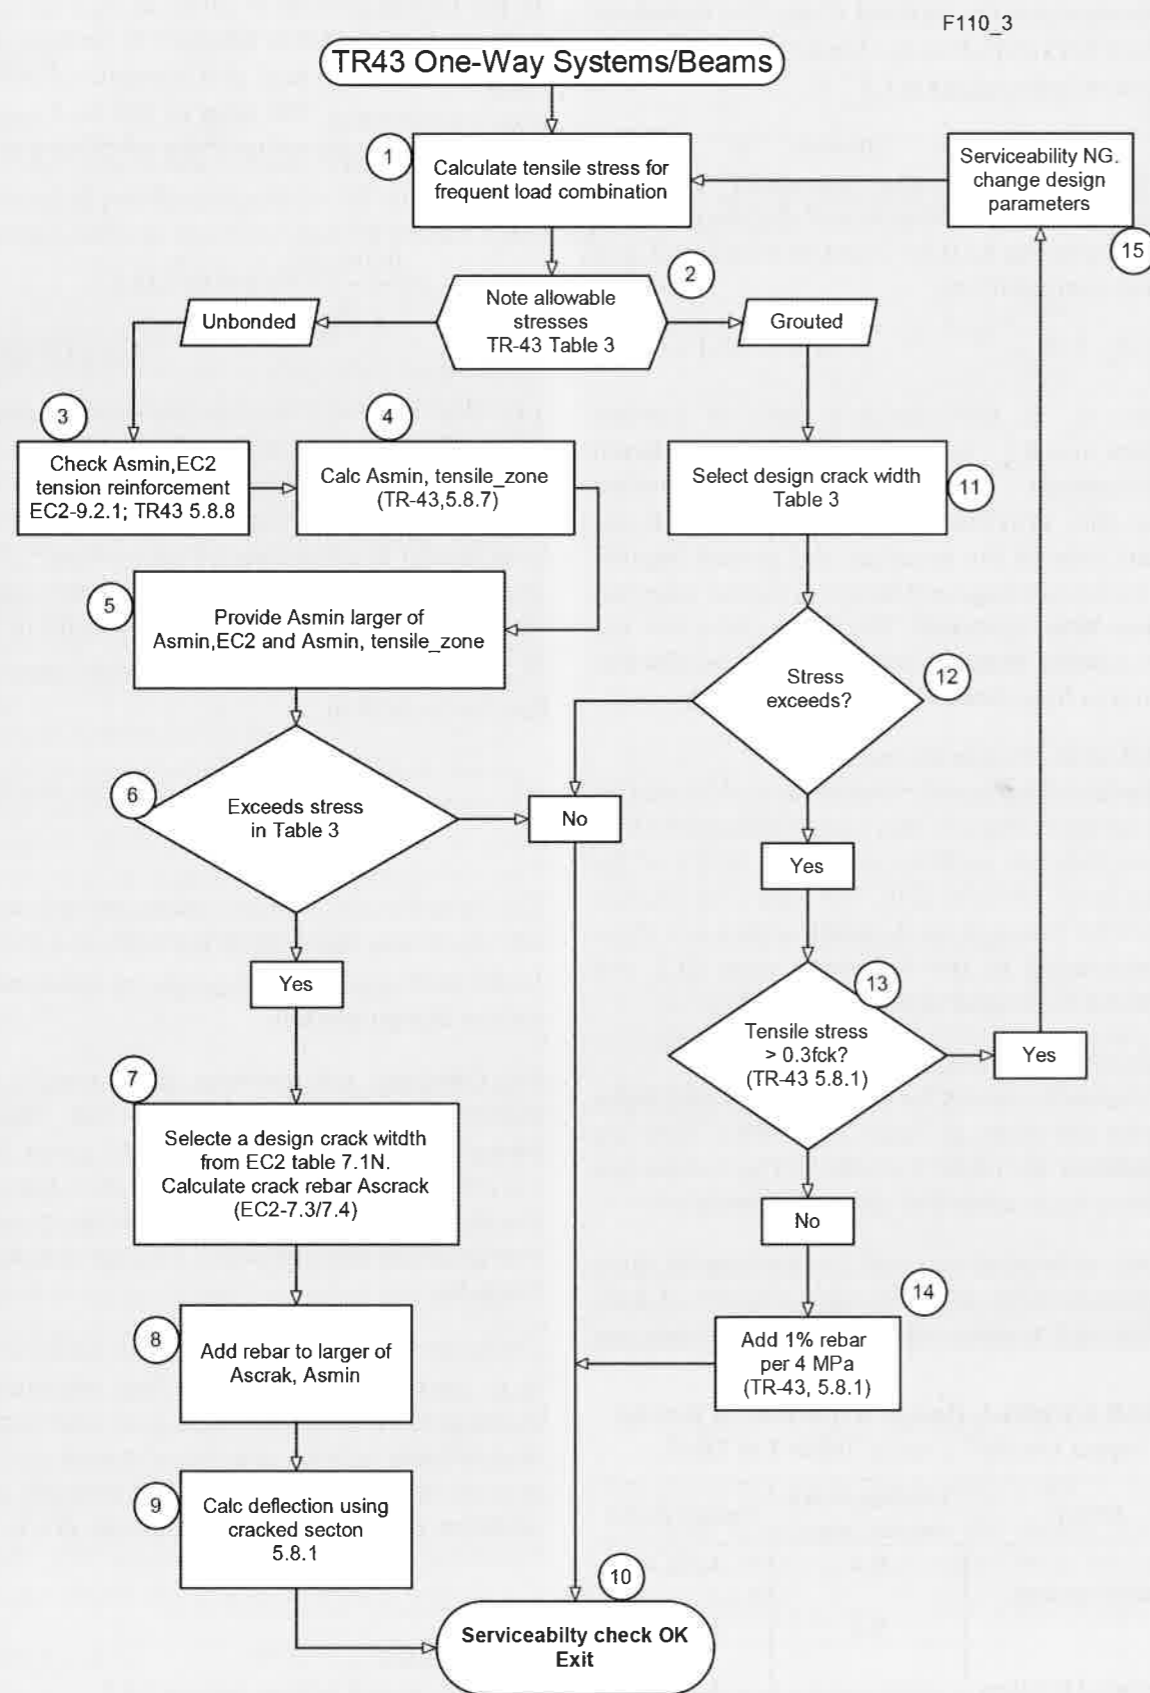 F110_3
TR43 One-Way Systems/Beams
1
Calculate tensile stress for
frequent load combination
Serviceability NG.
change design
parameters
15
2
Note allowable
stresses
TR-43 Table 3
Unbonded
Grouted
3
Check Asmin,EC2
tension reinforcement
EC2-9.2.1; TR43 5.8.8
4
Calc Asmin, tensile_zone
(TR-43,5.8.7)
Select design crack width
Table 3
11
5
Provide Asmin larger of
Asmin,EC2 and Asmin, tensile_zone
Stress
exceeds?
12
6
Exceeds stress
in Table 3
No
Yes
Yes
13
Tensile stress
> 0.3fck?
(TR-43 5.8.1)
Yes
7
Selecte a design crack witdth
from EC2 table 7.1N.
Calculate crack rebar Ascrack
(EC2-7.3/7.4)
No
14
Add 1% rebar
per 4 MPa
(TR-43, 5.8.1)
8
Add rebar to larger of
Ascrak, Asmin
9
Calc deflection using
cracked secton
5.8.1
10
Serviceabilty check OK
Exit